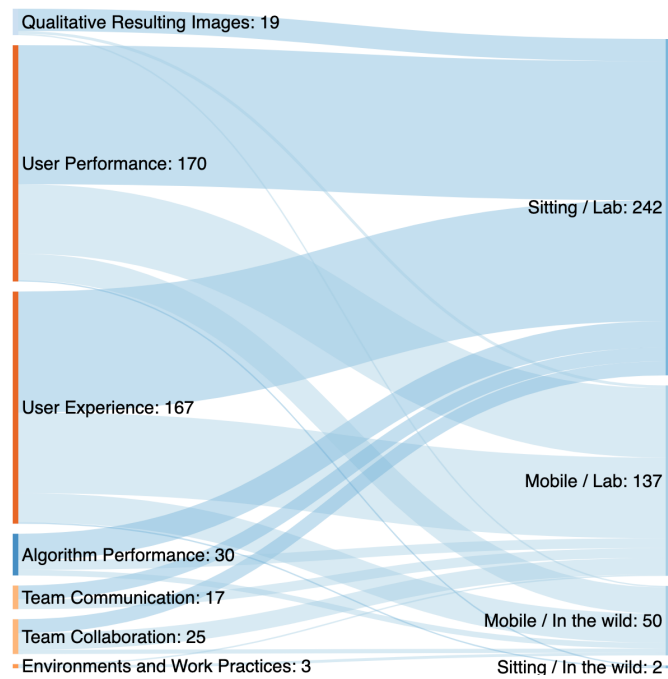 Qualitative Resulting Images: 19
User Performance: 170
Sitting / Lab: 242
User Experience: 167
Mobile / Lab: 137
Algorithm Performance: 30
Team Communication: 17
Mobile / In the wild: 50
Team Collaboration: 25
Environments and Work Practices: 3
Sitting / In the wild: 2